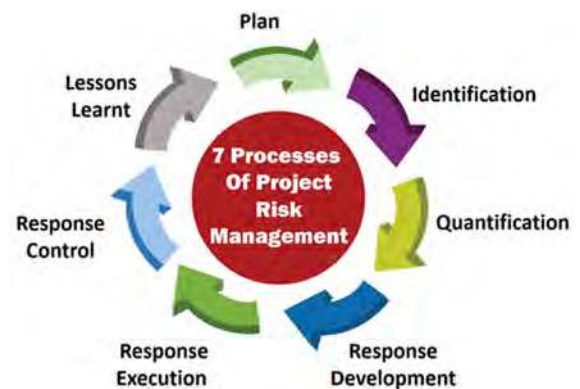 Plan
Identification
Quantification
Response
Development
Response
Execution
Response
Control
Lessons
Learnt
7 Processes
Of Project
Risk
Management